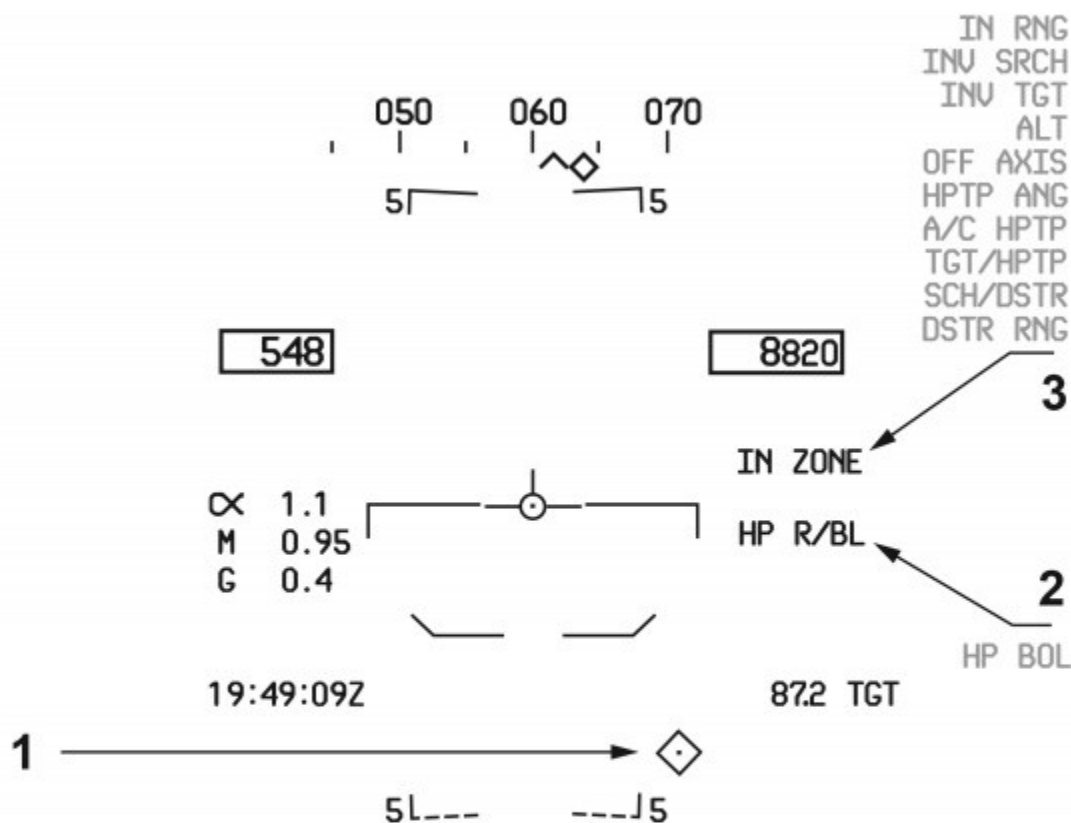 IN RNG
INV SRCH
INV TGT
ALT
OFF AXIS
HPTP ANG
A/C HPTP
TGT/HPTP
SCH/DSTR
DSTR RNG
050 060 070
5 5
548 8820
3
IN ZONE
α 1.1
M 0.95
G 0.4
HP R/BL
2
HP BOL
19:49:09Z 87.2 TGT
1
5 5